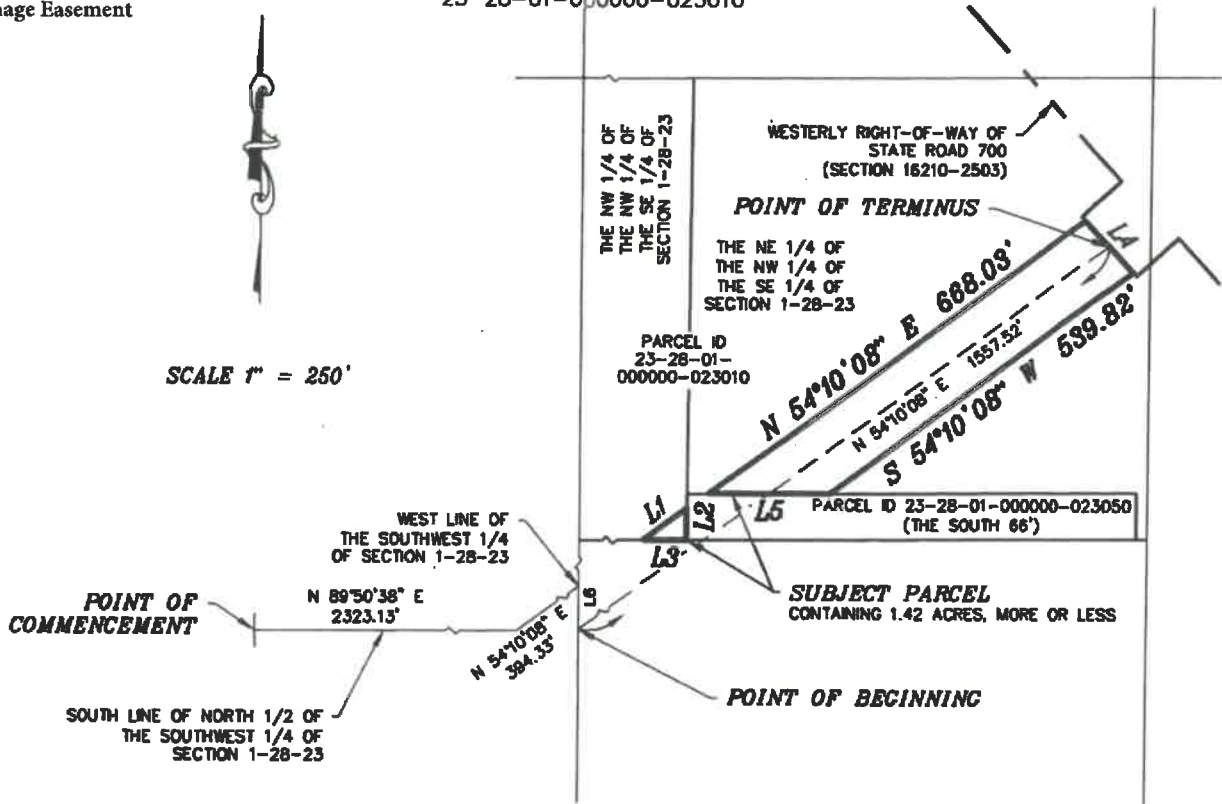 nage Easement
23-28-01-000000-023010
THE NW 1/4 OF
THE NW 1/4 OF
THE SE 1/4 OF
SECTION 1-28-23
WESTERLY RIGHT-OF-WAY OF
STATE ROAD 700
(SECTION 16210-2503)
POINT OF TERMINUS
LA
THE NE 1/4 OF
THE NW 1/4 OF
THE SE 1/4 OF
SECTION 1-28-23
SCALE 1" = 250'
PARCEL ID
23-28-01-
000000-023010
N 54°10'08" E 668.03'
N 54°10'08" E 1557.52'
S 54°10'08" W 539.82'
L1
L2
L5
L3
PARCEL ID 23-28-01-000000-023050
(THE SOUTH 66')
WEST LINE OF
THE SOUTHWEST 1/4
OF SECTION 1-28-23
L6
SUBJECT PARCEL
CONTAINING 1.42 ACRES, MORE OR LESS
POINT OF
COMMENCEMENT
N 89°50'38" E
2323.13'
N 54°10'08" E
394.33'
POINT OF BEGINNING
SOUTH LINE OF NORTH 1/2 OF
THE SOUTHWEST 1/4 OF
SECTION 1-28-23